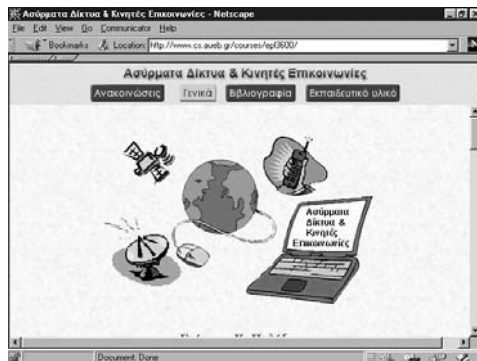 Ασύρματα Δίκτυα & Κινητές Επικοινωνίες - Netscape
File Edit View Go Communicator Help
Bookmarks Location: http://www.cs.aueb.gr/courses/epl3600/
Ασύρματα Δίκτυα & Κινητές Επικοινωνίες
Ανακοινώσεις Γενικά Βιβλιογραφία Εκπαιδευτικό υλικό
Ασύρματα
Δίκτυα &
Κινητές
Επικοινωνίες
Document: Done